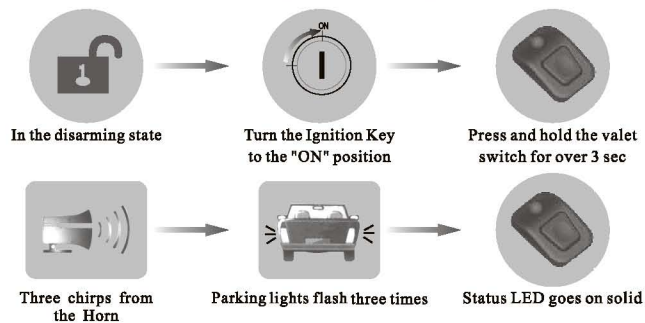 ON
1
In the disarming state
Turn the Ignition Key
to the "ON" position
Press and hold the valet
switch for over 3 sec
Three chirps from
the Horn
Parking lights flash three times
Status LED goes on solid